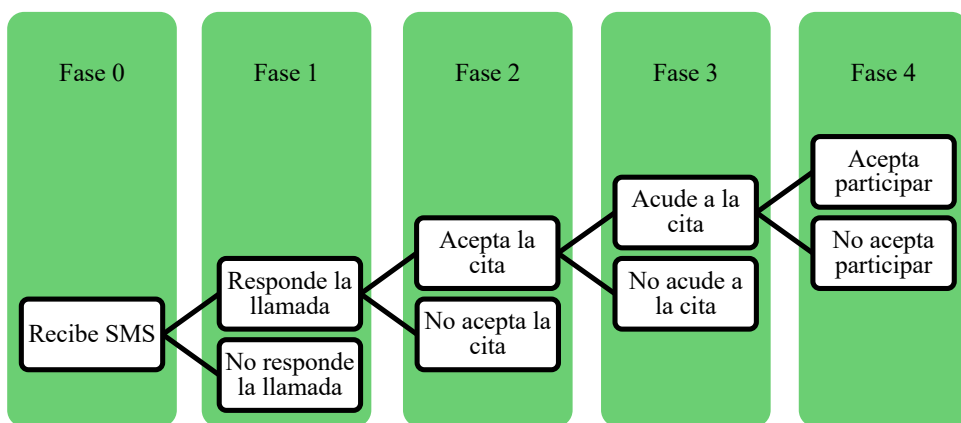 Fase 0
Fase 1
Fase 2
Fase 3
Fase 4
Recibe SMS
Responde la
llamada
No responde
la llamada
Acepta la
cita
No acepta la
cita
Acude a la
cita
No acude a
la cita
Acepta
participar
No acepta
participar